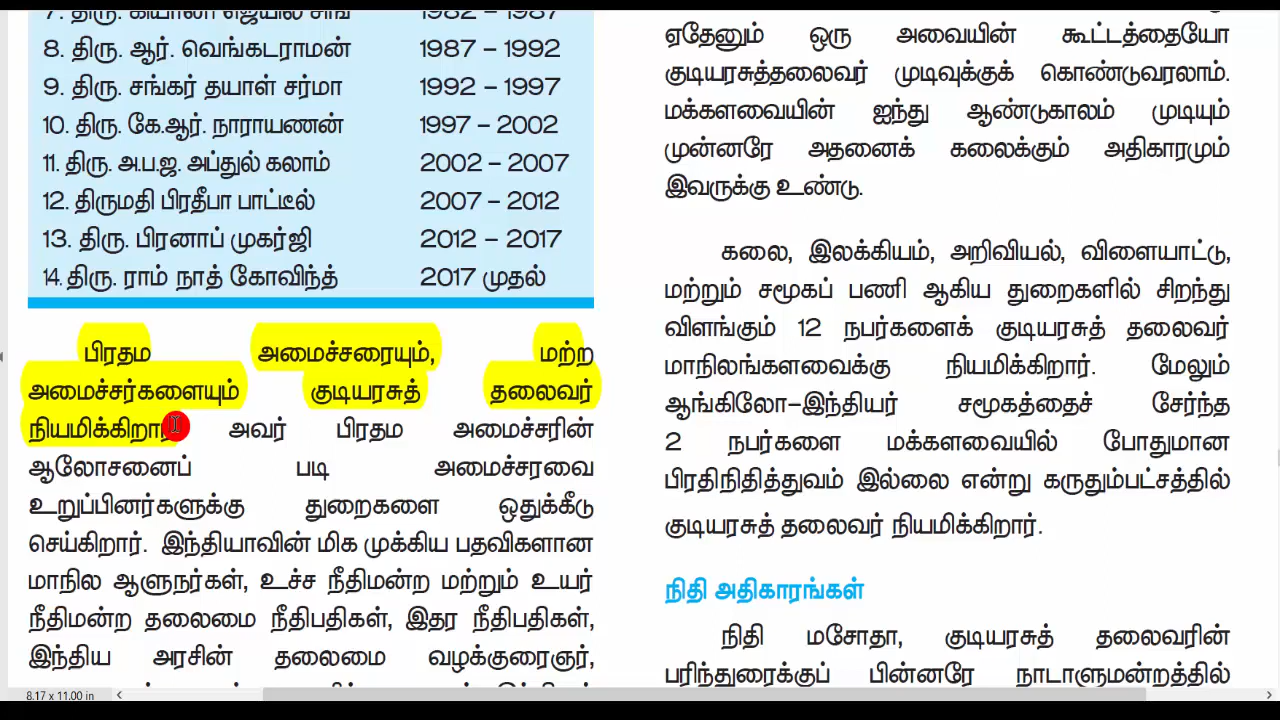 7. திரு. கியானி ஜெயில் சிங் 1982 – 1987
8. திரு. ஆர். வெங்கடராமன் 1987 – 1992
9. திரு. சங்கர் தயாள் சர்மா 1992 – 1997
10. திரு. கே.ஆர். நாராயணன் 1997 – 2002
11. திரு. அ.ப.ஜ. அப்துல் கலாம் 2002 – 2007
12. திருமதி பிரதீபா பாட்டீல் 2007 – 2012
13. திரு. பிரணாப் முகர்ஜி 2012 – 2017
14. திரு. ராம் நாத் கோவிந்த் 2017 முதல்
பிரதம அமைச்சரையும், மற்ற
அமைச்சர்களையும் குடியரசுத் தலைவர்
நியமிக்கிறார். அவர் பிரதம அமைச்சரின்
ஆலோசனைப் படி அமைச்சரவை
உறுப்பினர்களுக்கு துறைகளை ஒதுக்கீடு
செய்கிறார். இந்தியாவின் மிக முக்கிய பதவிகளான
மாநில ஆளுநர்கள், உச்ச நீதிமன்ற மற்றும் உயர்
நீதிமன்ற தலைமை நீதிபதிகள், இதர நீதிபதிகள்,
இந்திய அரசின் தலைமை வழக்குரைஞர்,
ஏதேனும் ஒரு அவையின் கூட்டத்தையோ
குடியரசுத்தலைவர் முடிவுக்குக் கொண்டுவரலாம்.
மக்களவையின் ஐந்து ஆண்டுகாலம் முடியும்
முன்னரே அதனைக் கலைக்கும் அதிகாரமும்
இவருக்கு உண்டு.
கலை, இலக்கியம், அறிவியல், விளையாட்டு,
மற்றும் சமூகப் பணி ஆகிய துறைகளில் சிறந்து
விளங்கும் 12 நபர்களைக் குடியரசுத் தலைவர்
மாநிலங்களவைக்கு நியமிக்கிறார். மேலும்
ஆங்கிலோ–இந்தியர் சமூகத்தைச் சேர்ந்த
2 நபர்களை மக்களவையில் போதுமான
பிரதிநிதித்துவம் இல்லை என்று கருதும்பட்சத்தில்
குடியரசுத் தலைவர் நியமிக்கிறார்.
நிதி அதிகாரங்கள்
நிதி மசோதா, குடியரசுத் தலைவரின்
பரிந்துரைக்குப் பின்னரே நாடாளுமன்றத்தில்
8.17 x 11.00 in